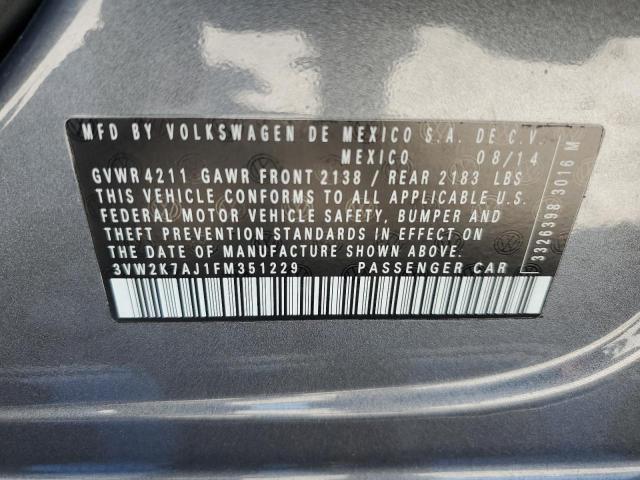 MFD BY VOLKSWAGEN DE MEXICO S.A. DE C.V.
MEXICO 08/14
GVWR 4211 GAWR FRONT 2138 / REAR 2183 LBS
THIS VEHICLE CONFORMS TO ALL APPLICABLE U.S.
FEDERAL MOTOR VEHICLE SAFETY, BUMPER AND
THEFT PREVENTION STANDARDS IN EFFECT ON
THE DATE OF MANUFACTURE SHOWN ABOVE.
3VW2K7AJ1FM351229 PASSENGER CAR
3326398-3016 M